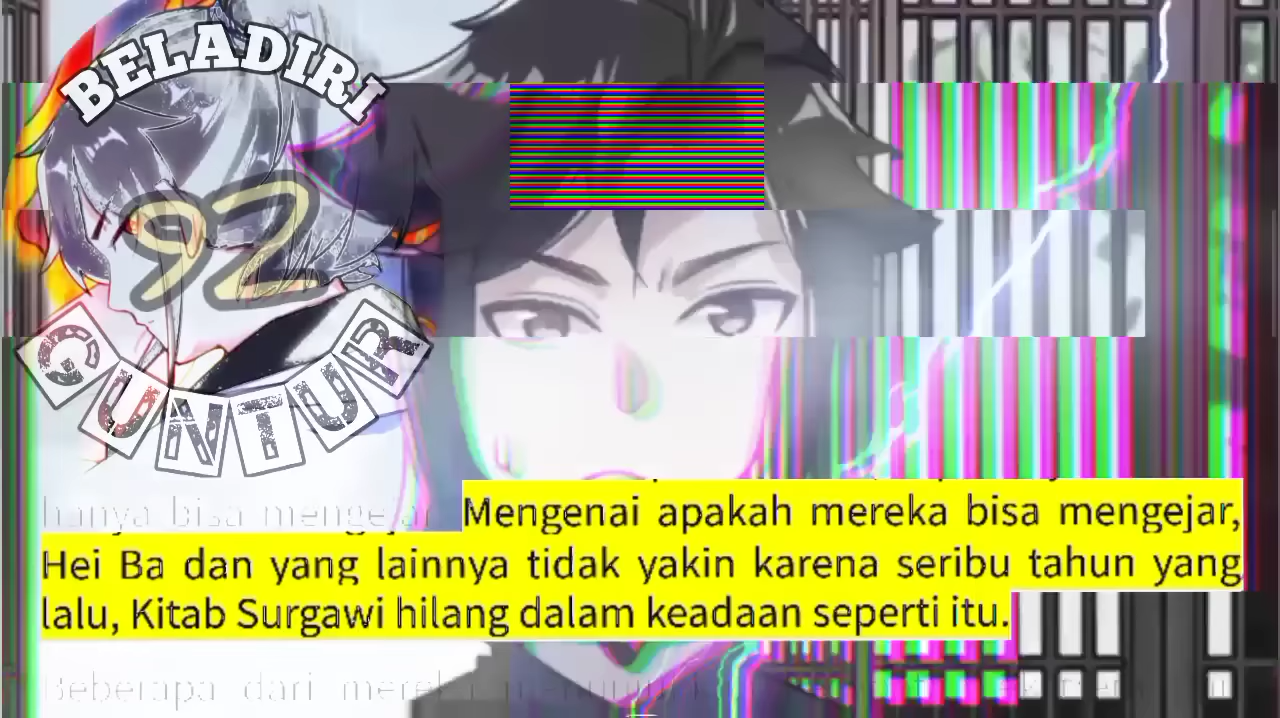 BELADIRI
92
GUNTUR
hanya bisa mengejar
Mengenai apakah mereka bisa mengejar,
Hei Ba dan yang lainnya tidak yakin karena seribu tahun yang
lalu, Kitab Surgawi hilang dalam keadaan seperti itu.
Beberapa dari